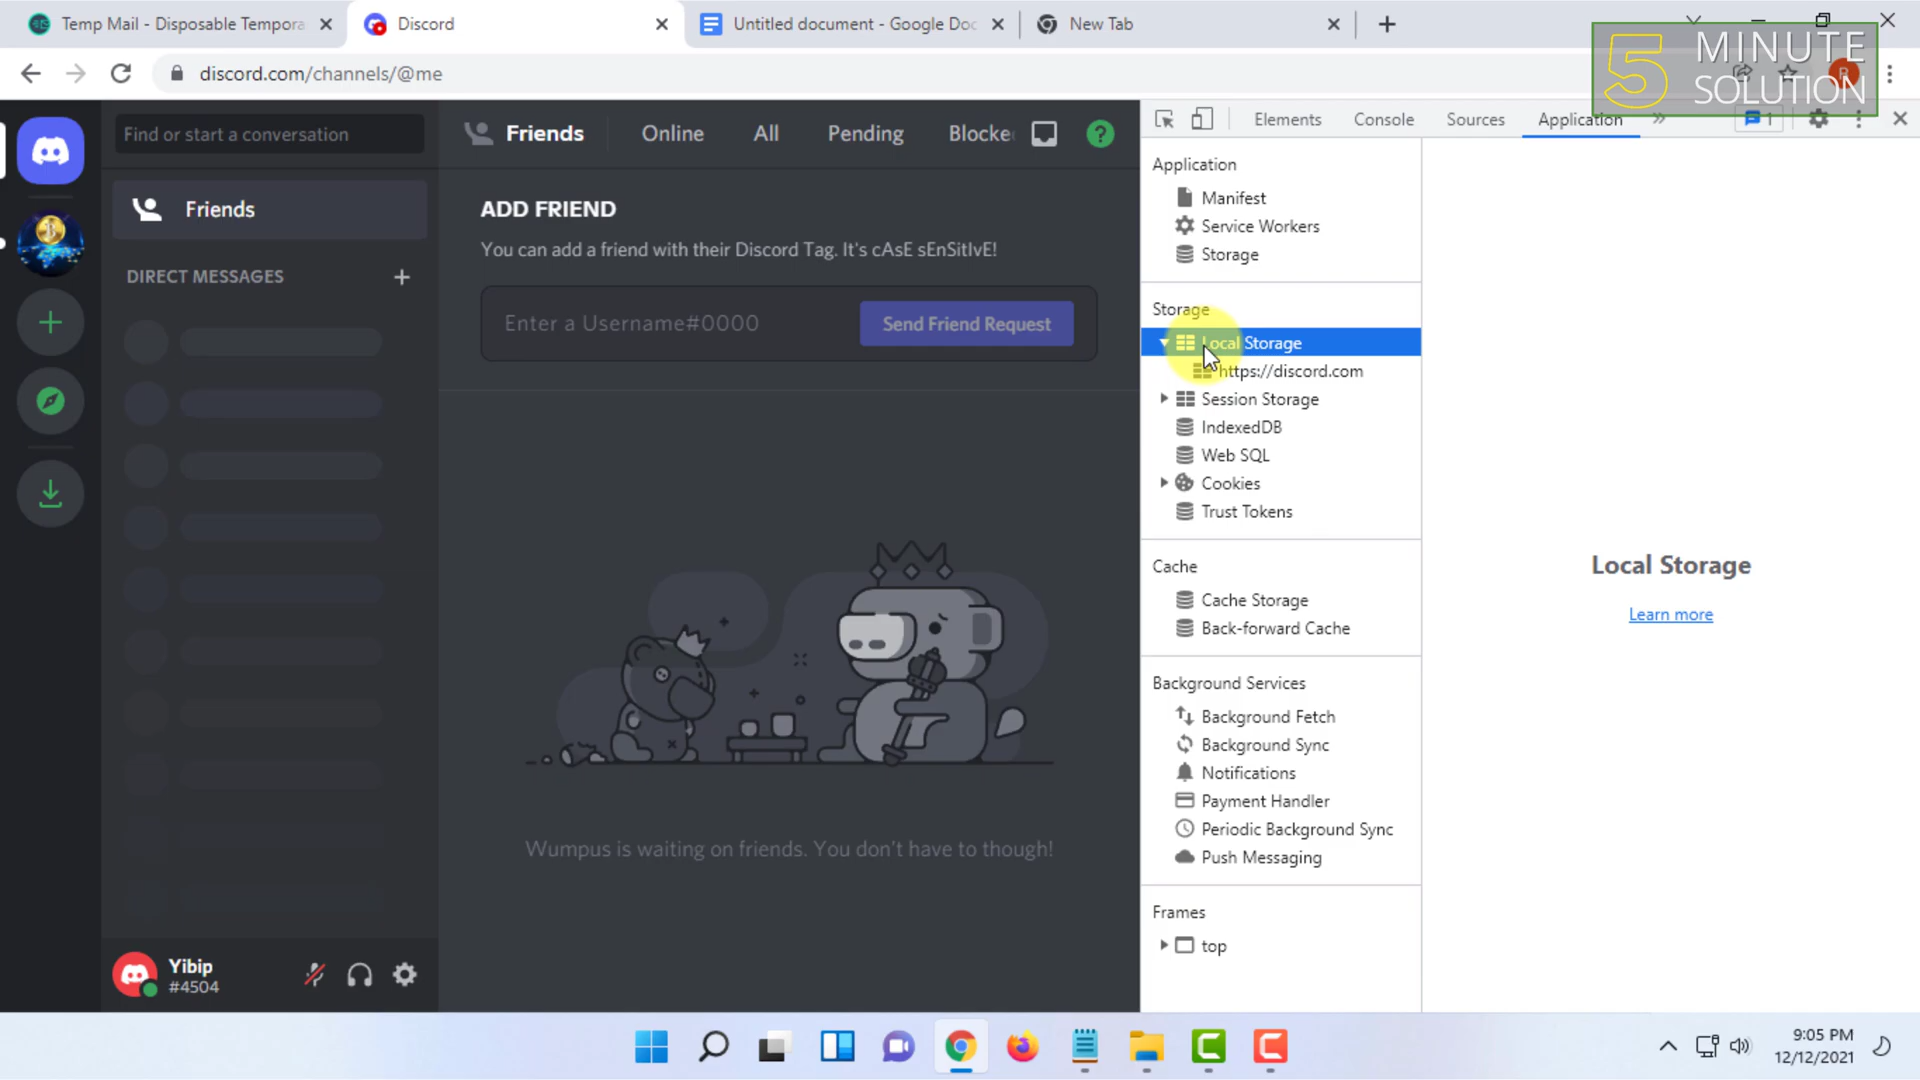 Temp Mail - Disposable Tempora
Discord
Untitled document - Google Doc
New Tab
discord.com/channels/@me
5 MINUTE SOLUTION
Find or start a conversation
Friends
Online
All
Pending
Blocke
Friends
DIRECT MESSAGES
ADD FRIEND
You can add a friend with their Discord Tag. It's cAsE sEnSitIvE!
Enter a Username#0000
Send Friend Request
Wumpus is waiting on friends. You don't have to though!
Yibip
#4504
Elements
Console
Sources
Application
1
Application
Manifest
Service Workers
Storage
Storage
Local Storage
https://discord.com
Session Storage
IndexedDB
Web SQL
Cookies
Trust Tokens
Cache
Cache Storage
Back-forward Cache
Background Services
Background Fetch
Background Sync
Notifications
Payment Handler
Periodic Background Sync
Push Messaging
Frames
top
Local Storage
Learn more
9:05 PM
12/12/2021